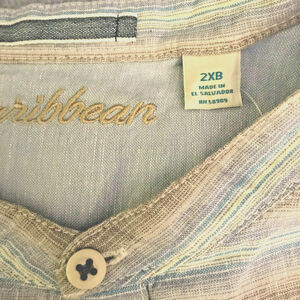 aribbean
2XB
MADE IN
EL SALVADOR
RN 58909